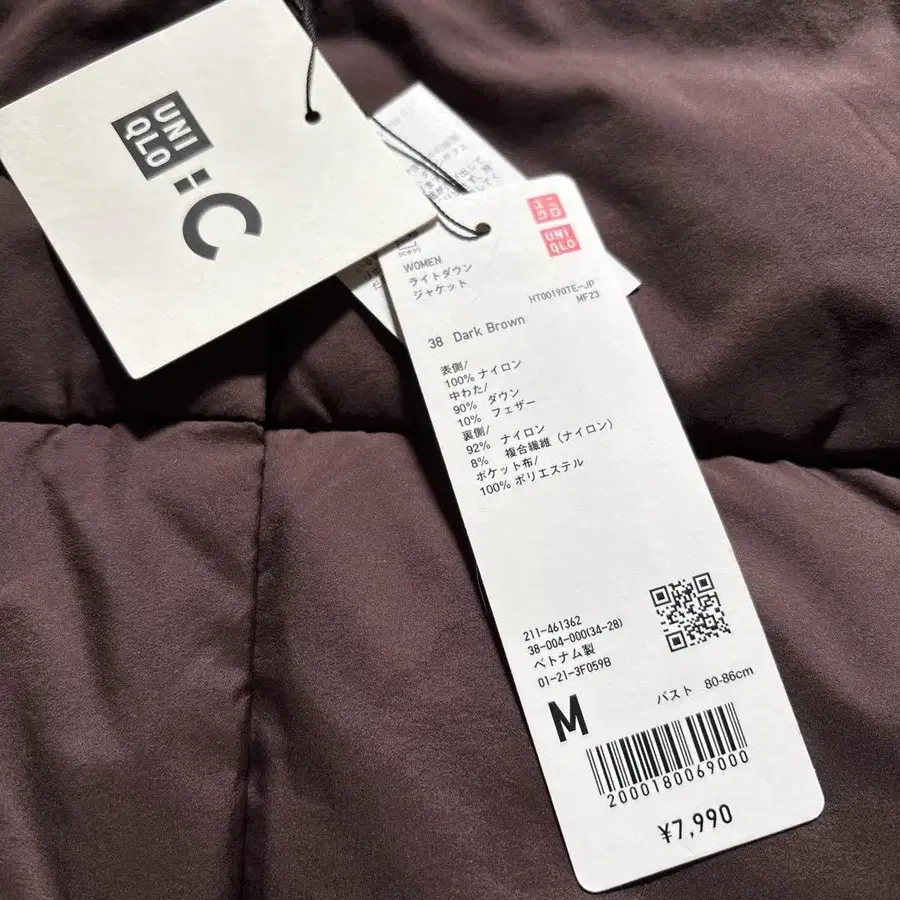 UNI
QLO
: C
WOMEN
ライトダウン
ジャケット
UNI
QLO
HT00190TE-JP
MF23
38 Dark Brown
表側/
100% ナイロン
中わた/
90% ダウン
10% フェザー
裏側/
92% ナイロン
8% 複合繊維 (ナイロン)
ポケット布/
100% ポリエステル
211-461362
38-004-000(34-28)
ベトナム製
01-21-3F059B
M
バスト 80-86cm
2000180069000
¥7,990